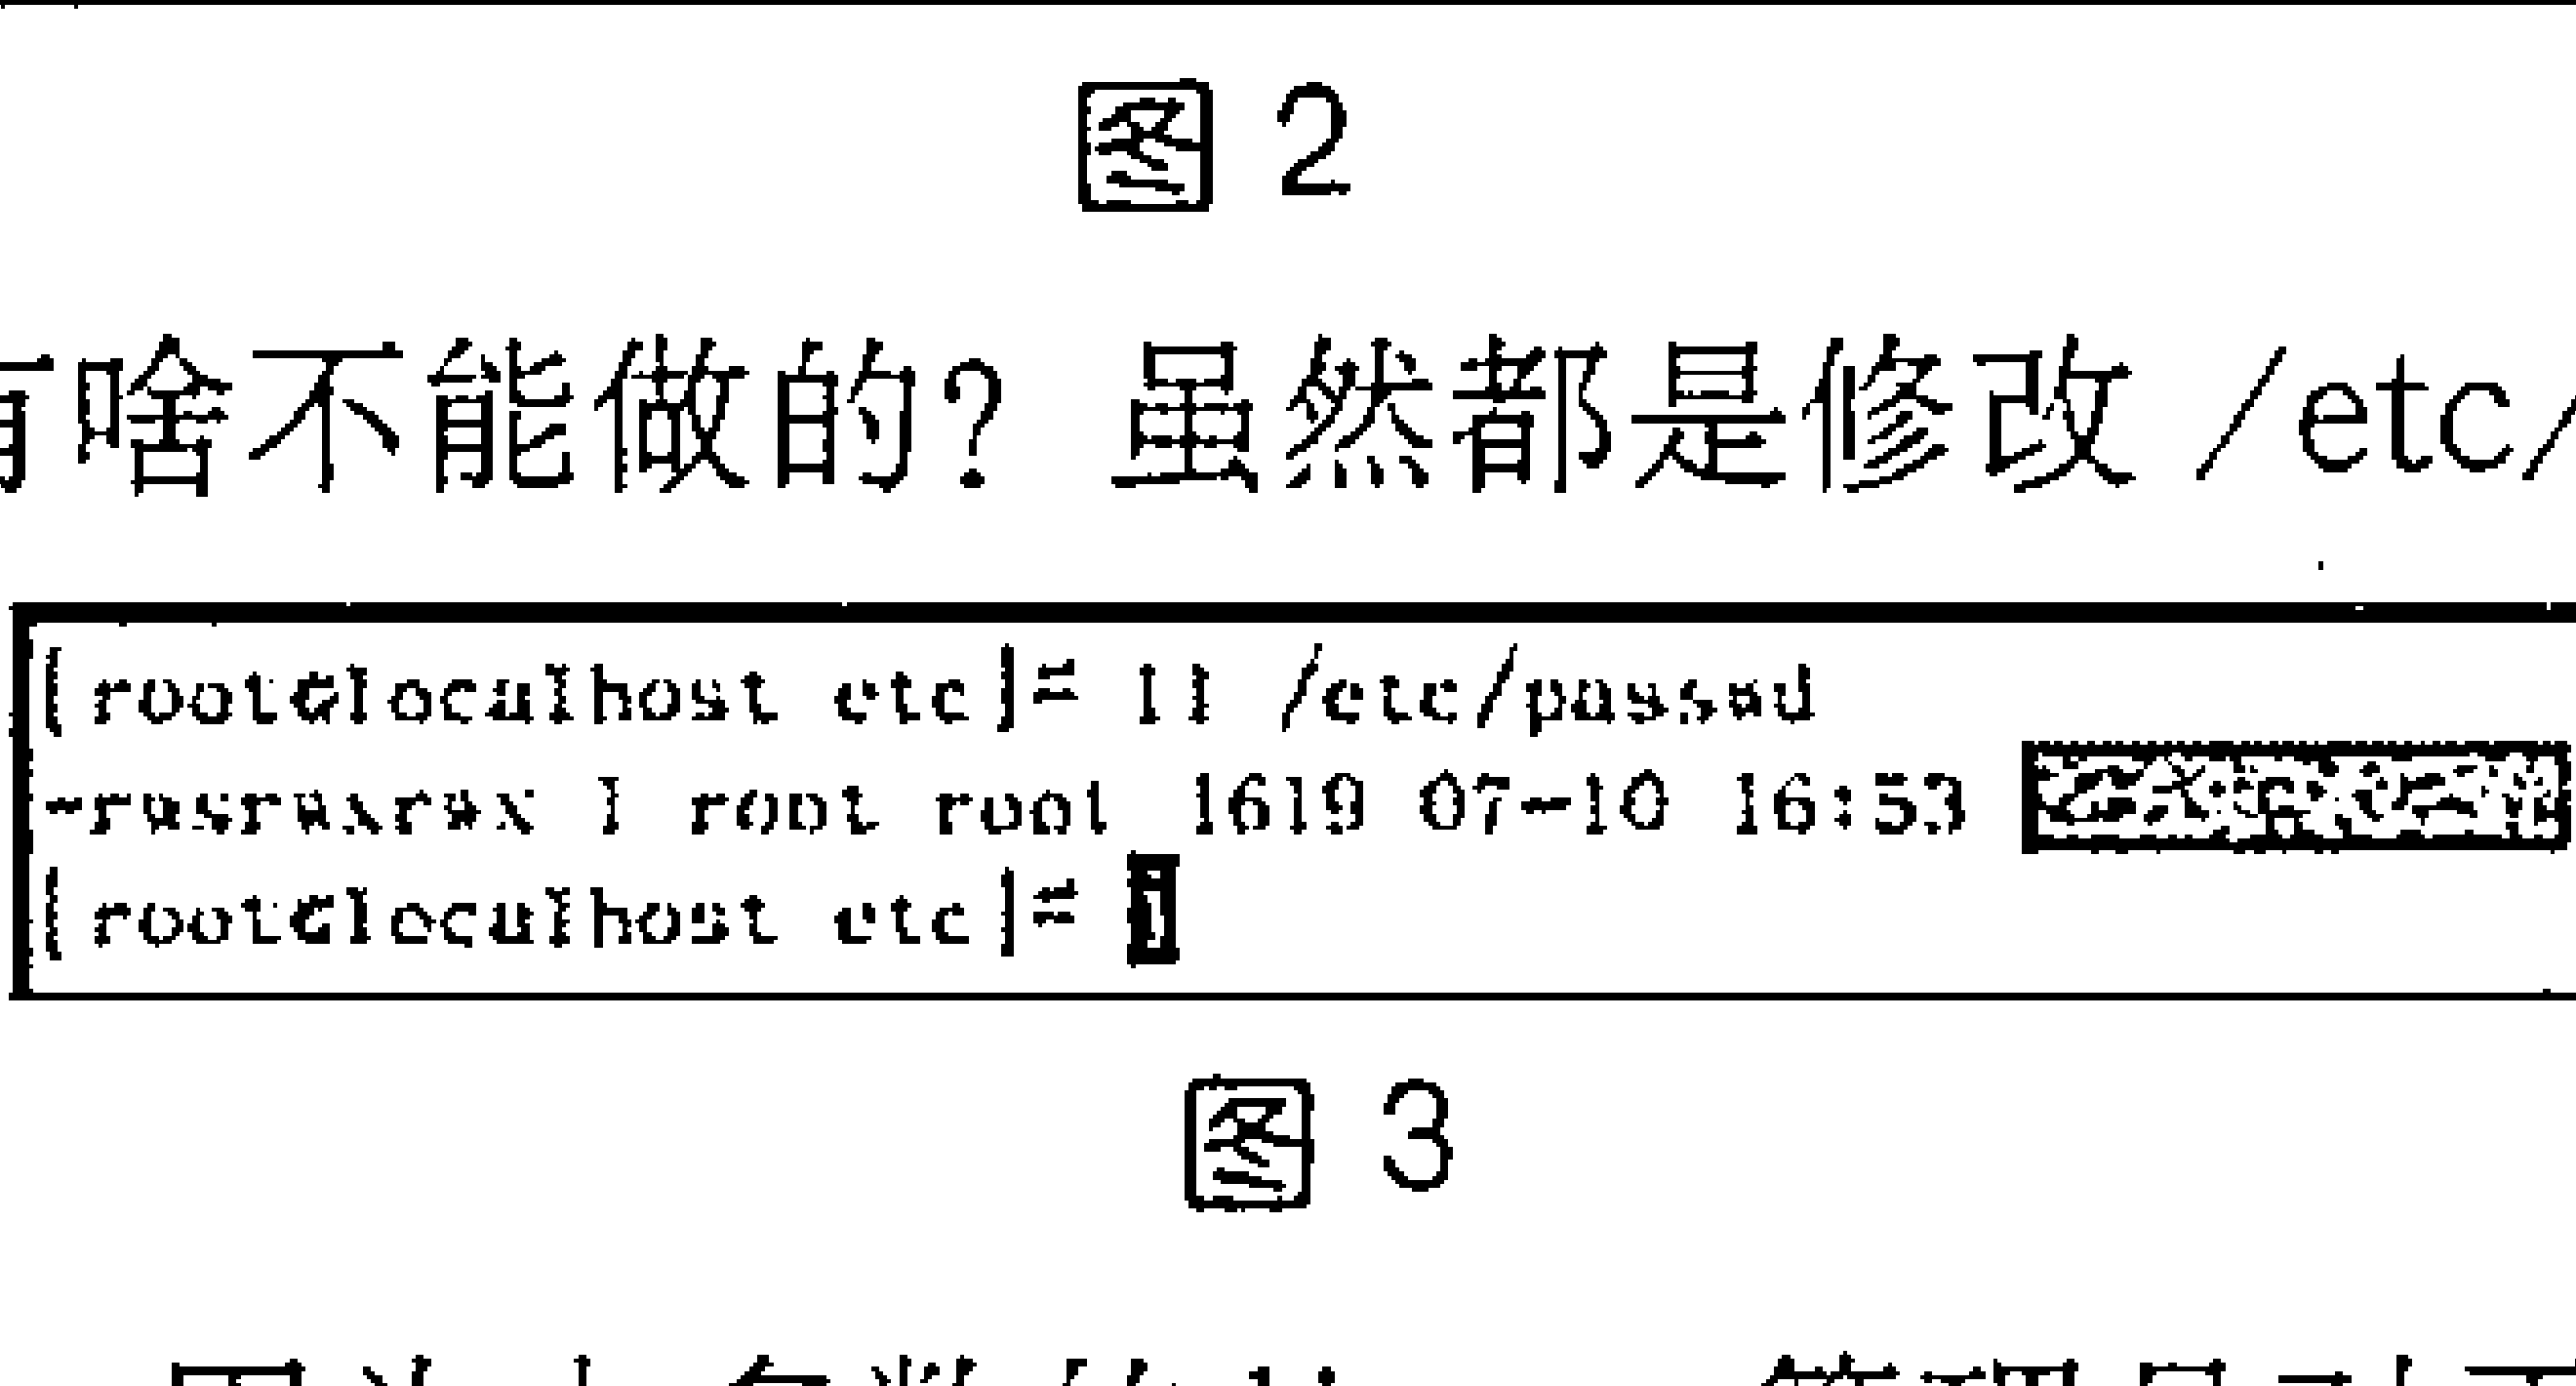 图 2
有啥不能做的？ 虽然都是修改 /etc/
[root@localhost etc]# ll /etc/passwd
-rwsrwxrwx 1 root root 1619 07-10 16:53
[root@localhost etc]#
图 3